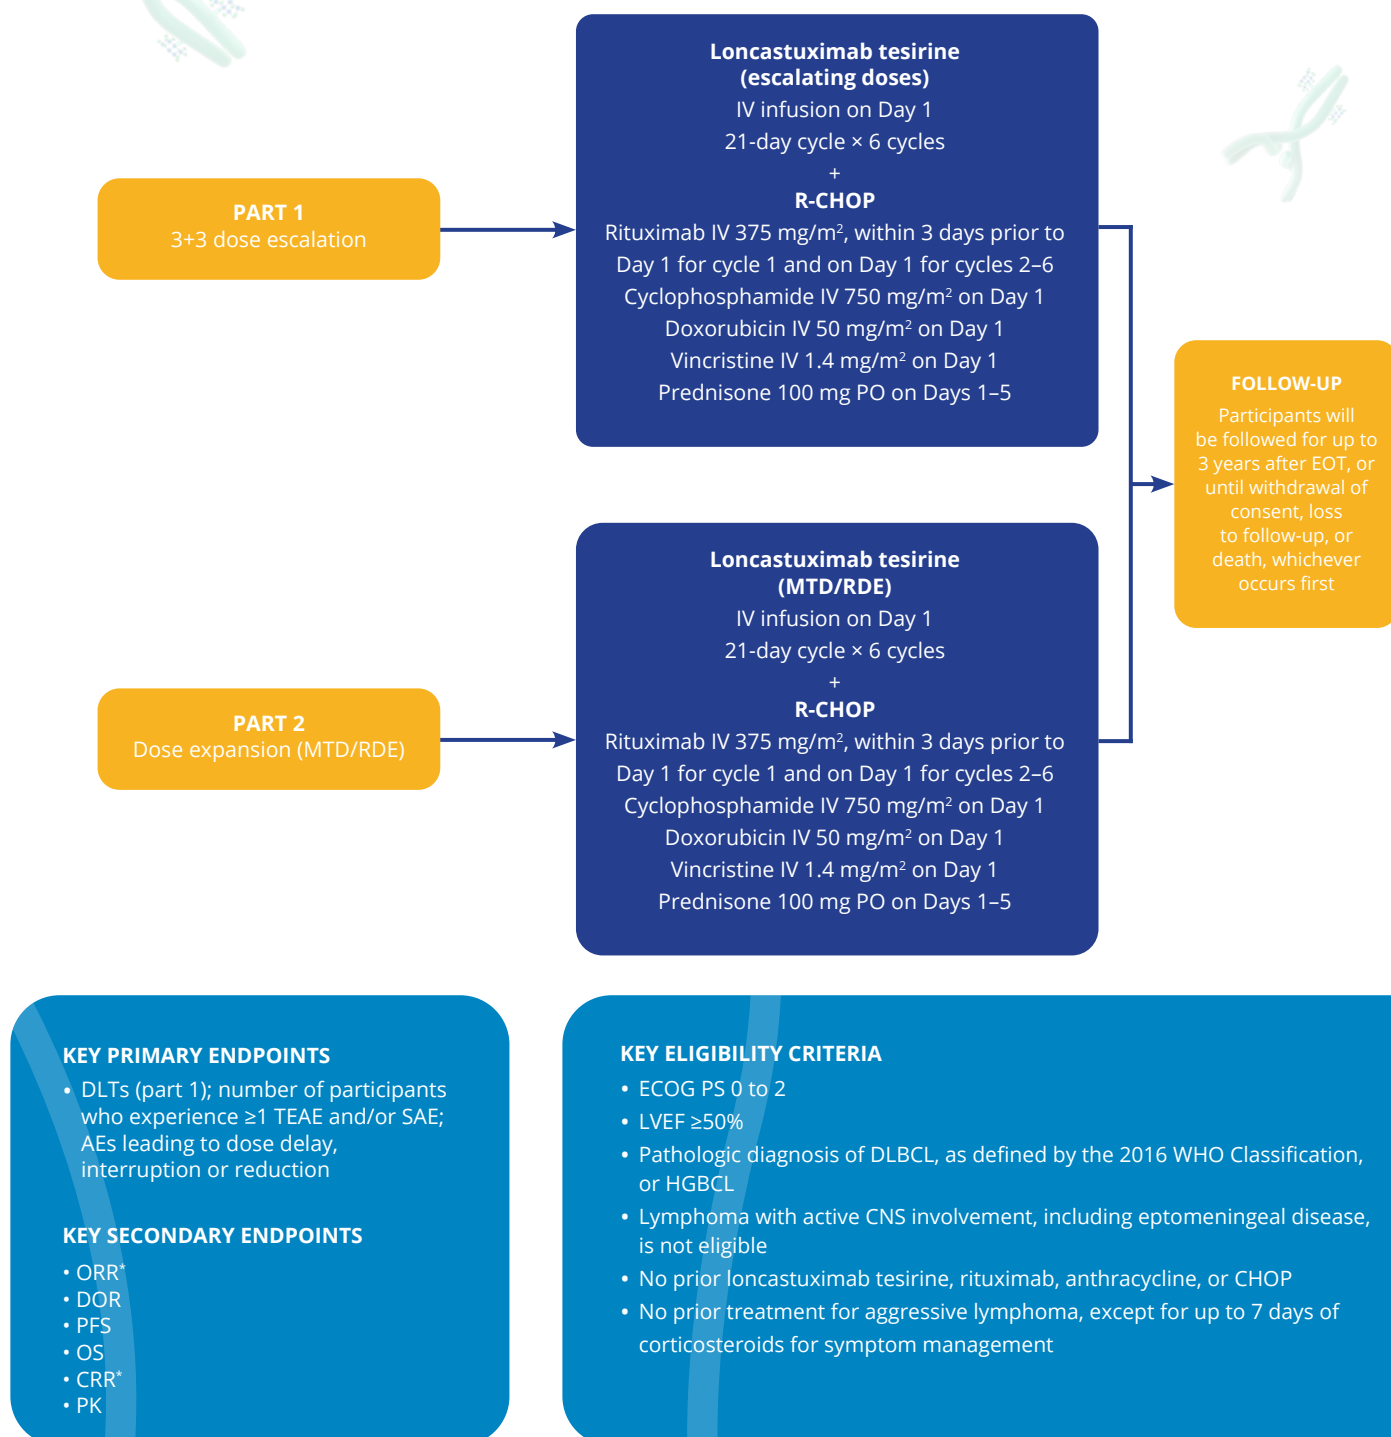 PART 1
3+3 dose escalation
Loncastuximab tesirine
(escalating doses)
IV infusion on Day 1
21-day cycle × 6 cycles
+
R-CHOP
Rituximab IV 375 mg/m², within 3 days prior to
Day 1 for cycle 1 and on Day 1 for cycles 2–6
Cyclophosphamide IV 750 mg/m² on Day 1
Doxorubicin IV 50 mg/m² on Day 1
Vincristine IV 1.4 mg/m² on Day 1
Prednisone 100 mg PO on Days 1–5
PART 2
Dose expansion (MTD/RDE)
Loncastuximab tesirine
(MTD/RDE)
IV infusion on Day 1
21-day cycle × 6 cycles
+
R-CHOP
Rituximab IV 375 mg/m², within 3 days prior to
Day 1 for cycle 1 and on Day 1 for cycles 2–6
Cyclophosphamide IV 750 mg/m² on Day 1
Doxorubicin IV 50 mg/m² on Day 1
Vincristine IV 1.4 mg/m² on Day 1
Prednisone 100 mg PO on Days 1–5
FOLLOW-UP
Participants will
be followed for up to
3 years after EOT, or
until withdrawal of
consent, loss
to follow-up, or
death, whichever
occurs first
KEY PRIMARY ENDPOINTS
• DLTs (part 1); number of participants
who experience ≥1 TEAE and/or SAE;
AEs leading to dose delay,
interruption or reduction
KEY SECONDARY ENDPOINTS
• ORR*
• DOR
• PFS
• OS
• CRR*
• PK
KEY ELIGIBILITY CRITERIA
• ECOG PS 0 to 2
• LVEF ≥50%
• Pathologic diagnosis of DLBCL, as defined by the 2016 WHO Classification,
or HGBCL
• Lymphoma with active CNS involvement, including eptomeningeal disease,
is not eligible
• No prior loncastuximab tesirine, rituximab, anthracycline, or CHOP
• No prior treatment for aggressive lymphoma, except for up to 7 days of
corticosteroids for symptom management